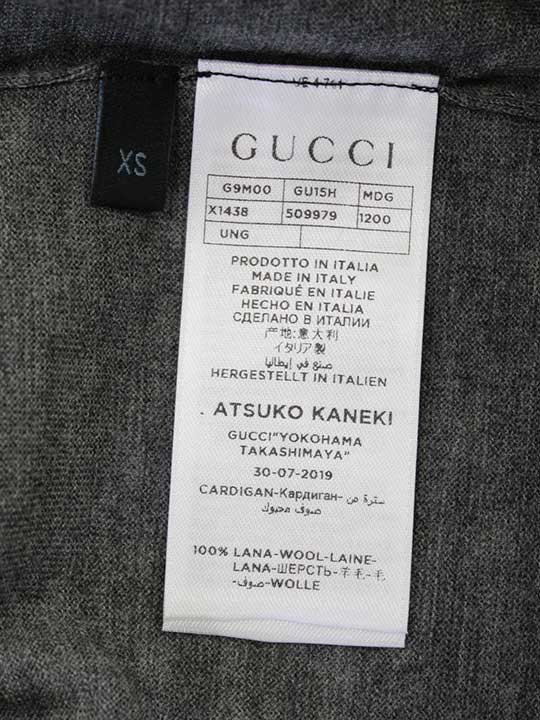 XS
GUCCI
G9M00 GU15H MDG
X1438 509979 1200
UNG
PRODOTTO IN ITALIA
MADE IN ITALY
FABRIQUÉ EN ITALIE
HECHO EN ITALIA
СДЕЛАНО В ИТАЛИИ
产地:意大利
イタリア製
صنع في إيطاليا
HERGESTELLT IN ITALIEN
. ATSUKO KANEKI
GUCCI"YOKOHAMA
TAKASHIMAYA"
30-07-2019
CARDIGAN-Кардиган- سترة من
صوف محبوك
100% LANA-WOOL-LAINE-
LANA-ШЕРСТЬ-羊毛-毛
-صوف-WOLLE